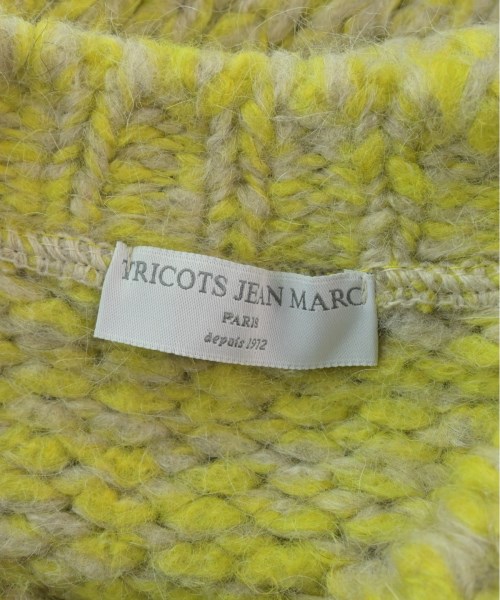 TRICOTS JEAN MARC
PARIS
depuis 1972